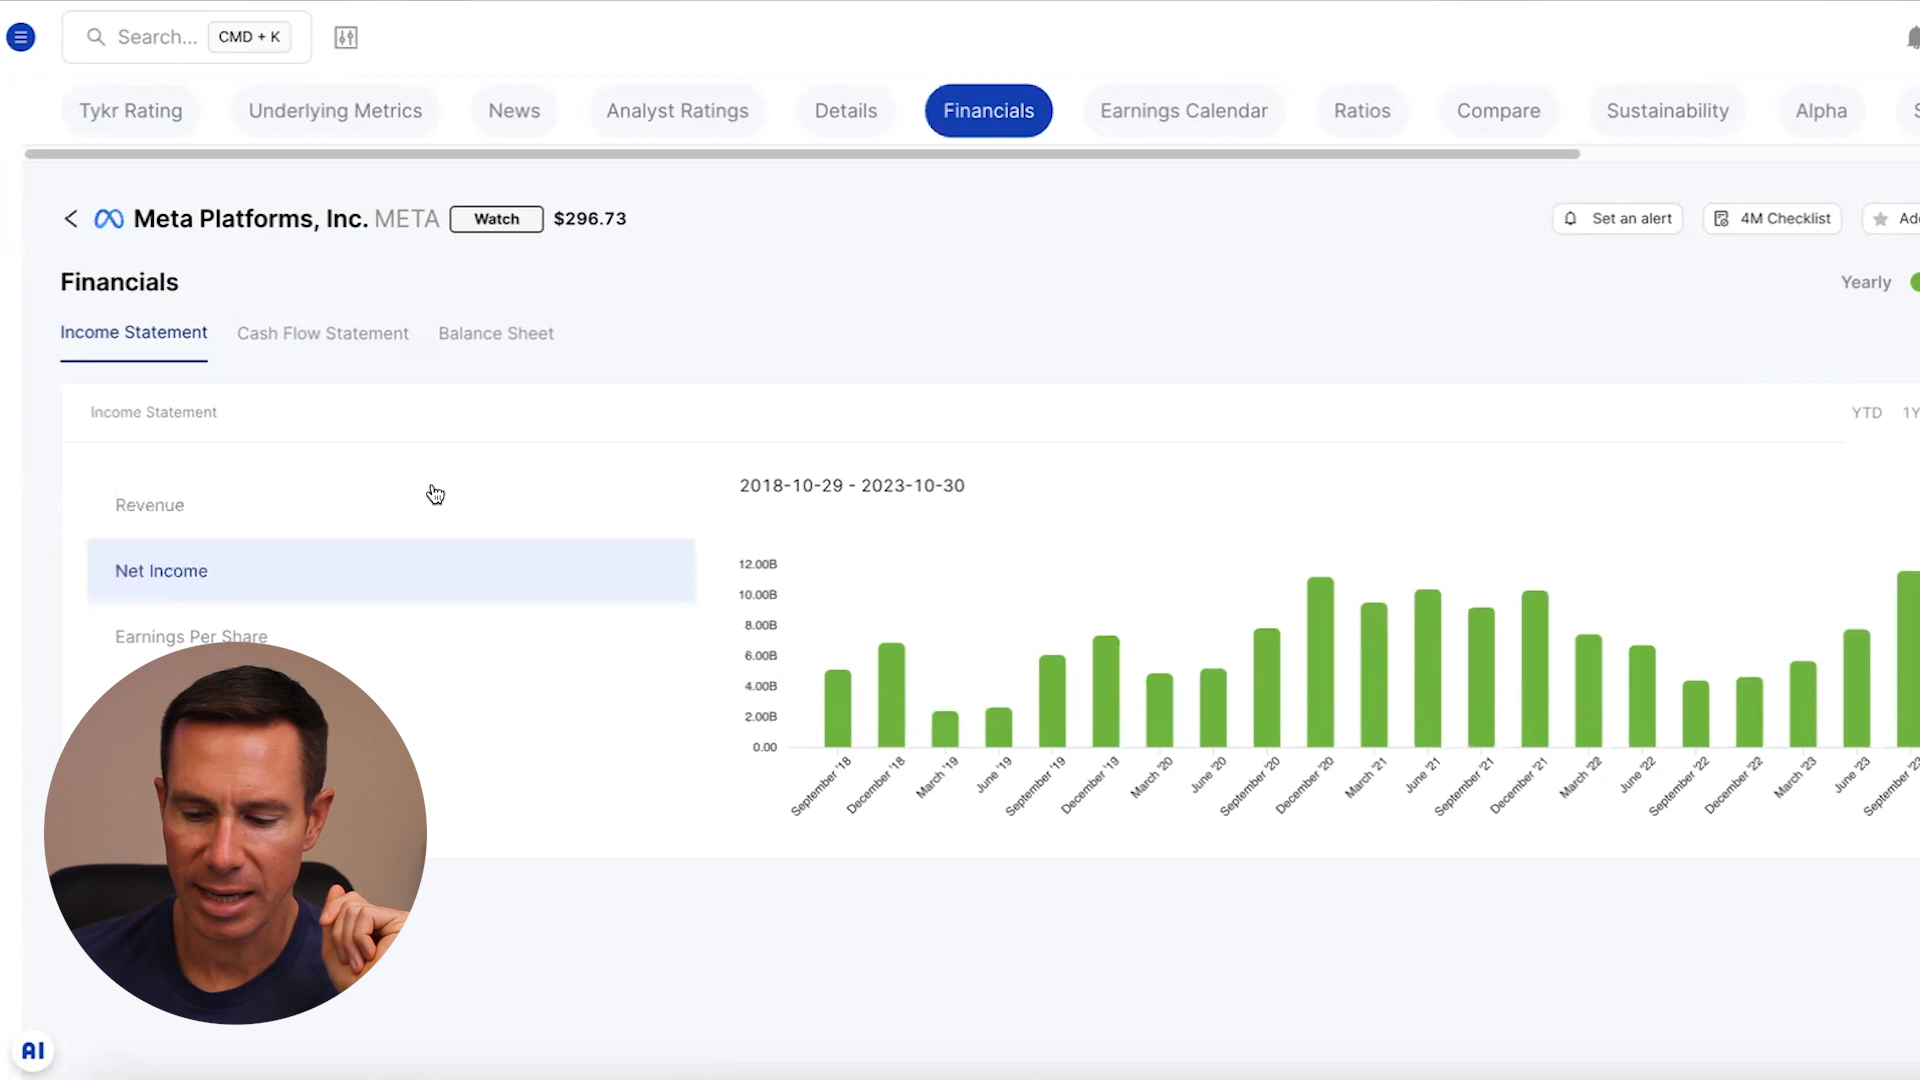 Search... CMD + K
Tykr Rating Underlying Metrics News Analyst Ratings Details Financials Earnings Calendar Ratios Compare Sustainability Alpha
Meta Platforms, Inc. META Watch $296.73
Set an alert 4M Checklist
Financials
Yearly
Income Statement Cash Flow Statement Balance Sheet
Income Statement
YTD 1Y
2018-10-29 - 2023-10-30
Revenue
Net Income
Earnings Per Share
12.00B
10.00B
8.00B
6.00B
4.00B
2.00B
0.00
September '18 December '18 March '19 June '19 September '19 December '19 March '20 June '20 September '20 December '20 March '21 June '21 September '21 December '21 March '22 June '22 September '22 December '22 March '23 June '23 September '23
AI